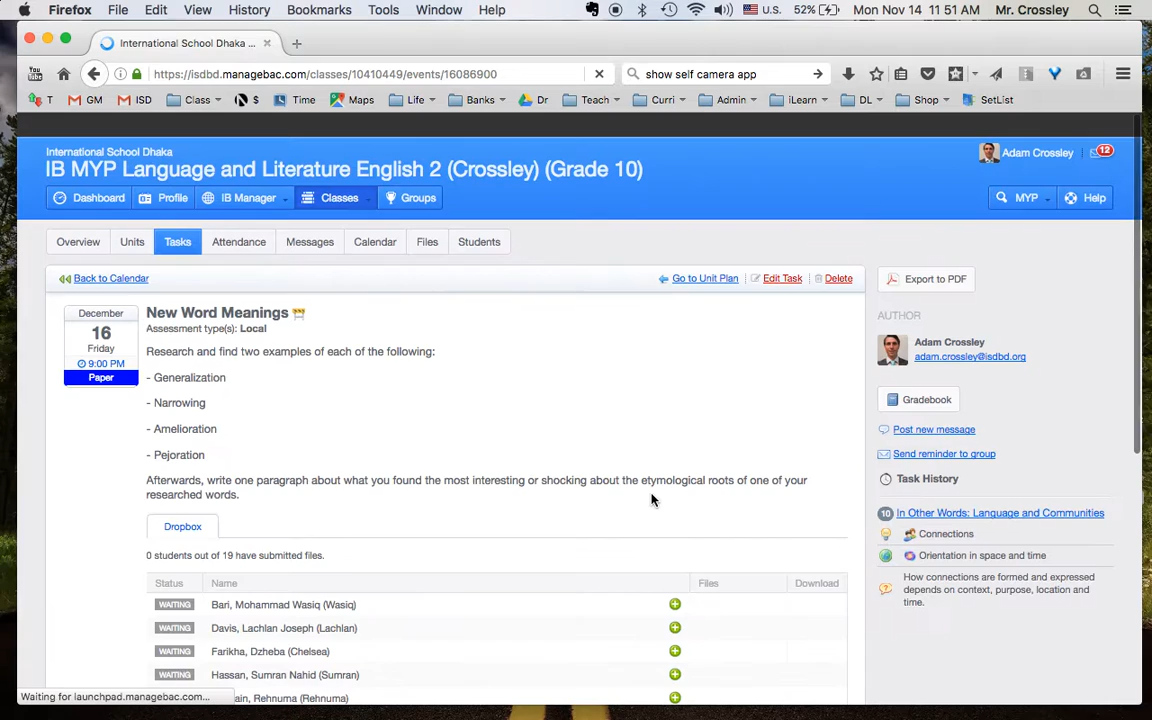 Firefox File Edit View History Bookmarks Tools Window Help U.S. 52% Mon Nov 14 11:51 AM Mr. Crossley
International School Dhaka ...
https://isdbd.managebac.com/classes/10410449/events/16086900 show self camera app
T GM ISD Class $ Time Maps Life Banks Dr Teach Curri Admin iLearn DL Shop SetList
International School Dhaka
IB MYP Language and Literature English 2 (Crossley) (Grade 10)
Adam Crossley 12
Dashboard Profile IB Manager Classes Groups MYP Help
Overview Units Tasks Attendance Messages Calendar Files Students
Back to Calendar Go to Unit Plan Edit Task Delete
Export to PDF
December
16
Friday
9:00 PM
Paper
New Word Meanings
Assessment type(s): Local
Research and find two examples of each of the following:
- Generalization
- Narrowing
- Amelioration
- Pejoration
Afterwards, write one paragraph about what you found the most interesting or shocking about the etymological roots of one of your
researched words.
Dropbox
0 students out of 19 have submitted files.
Status Name Files Download
WAITING Bari, Mohammad Wasiq (Wasiq)
WAITING Davis, Lachlan Joseph (Lachlan)
WAITING Farikha, Dzheba (Chelsea)
WAITING Hassan, Sumran Nahid (Sumran)
ain, Rehnuma (Rehnuma)
AUTHOR
Adam Crossley
adam.crossley@isdbd.org
Gradebook
Post new message
Send reminder to group
Task History
10 In Other Words: Language and Communities
Connections
Orientation in space and time
How connections are formed and expressed
depends on context, purpose, location and
time.
Waiting for launchpad.managebac.com...